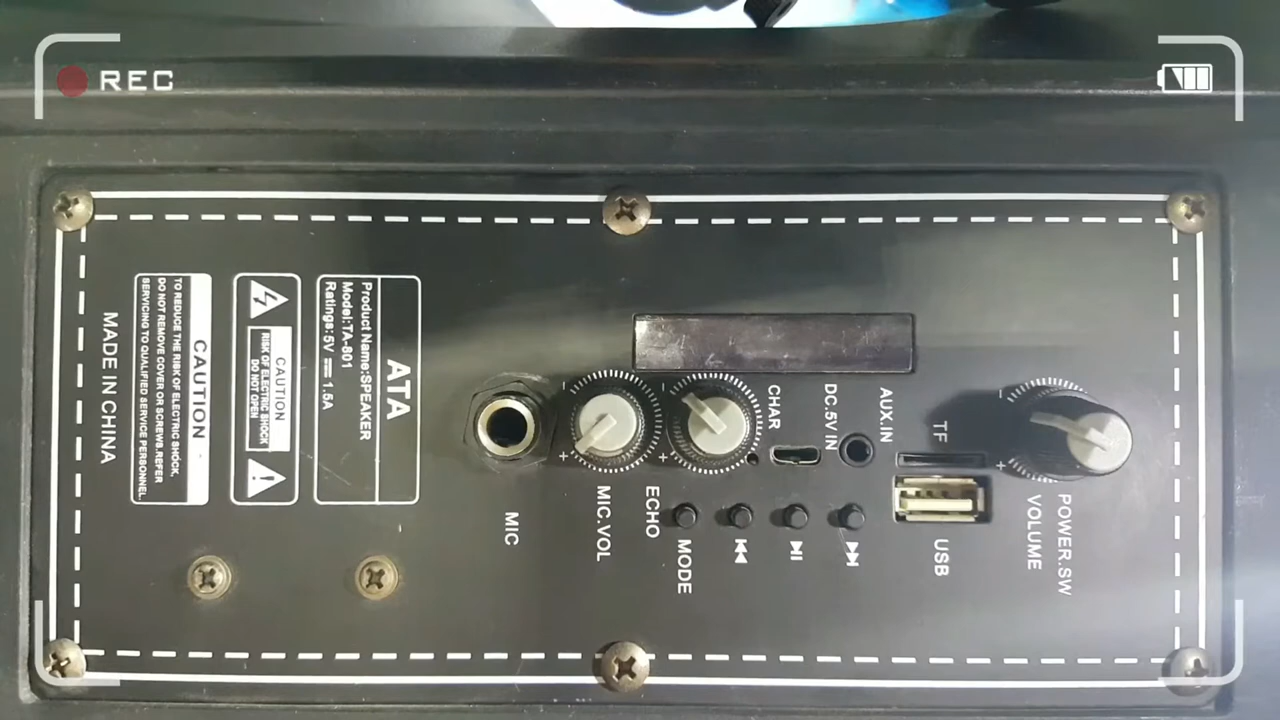 REC
POWER.SW
VOLUME
TF
USB
AUX.IN
DC.5V IN
CHAR
MODE
ECHO
MIC.VOL
MIC
ATA
Product Name:SPEAKER
Model:TA-801
Ratings:5V 1.5A
CAUTION
RISK OF ELECTRIC SHOCK
DO NOT OPEN
CAUTION
TO REDUCE THE RISK OF ELECTRIC SHOCK,
DO NOT REMOVE COVER OR SCREWS.REFER
SERVICING TO QUALIFIED SERVICE PERSONNEL
MADE IN CHINA